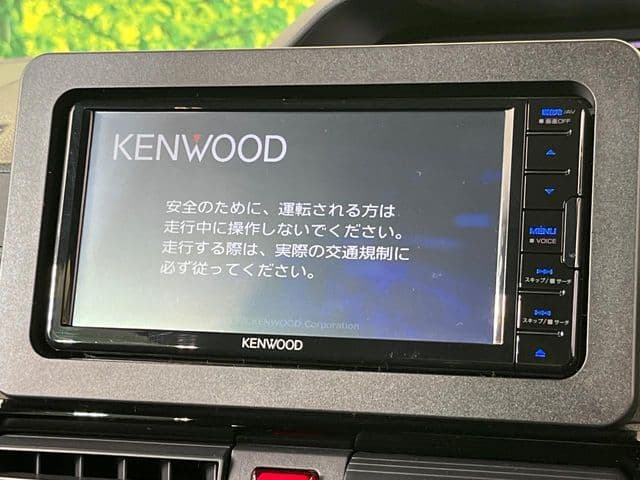 KENWOOD
安全のために、運転される方は
走行中に操作しないでください。
走行する際は、実際の交通規制に
必ず従ってください。
KENWOOD Corporation
KENWOOD
AV
画面OFF
MENU
VOICE
スキップ/サーチ
スキップ/サーチ